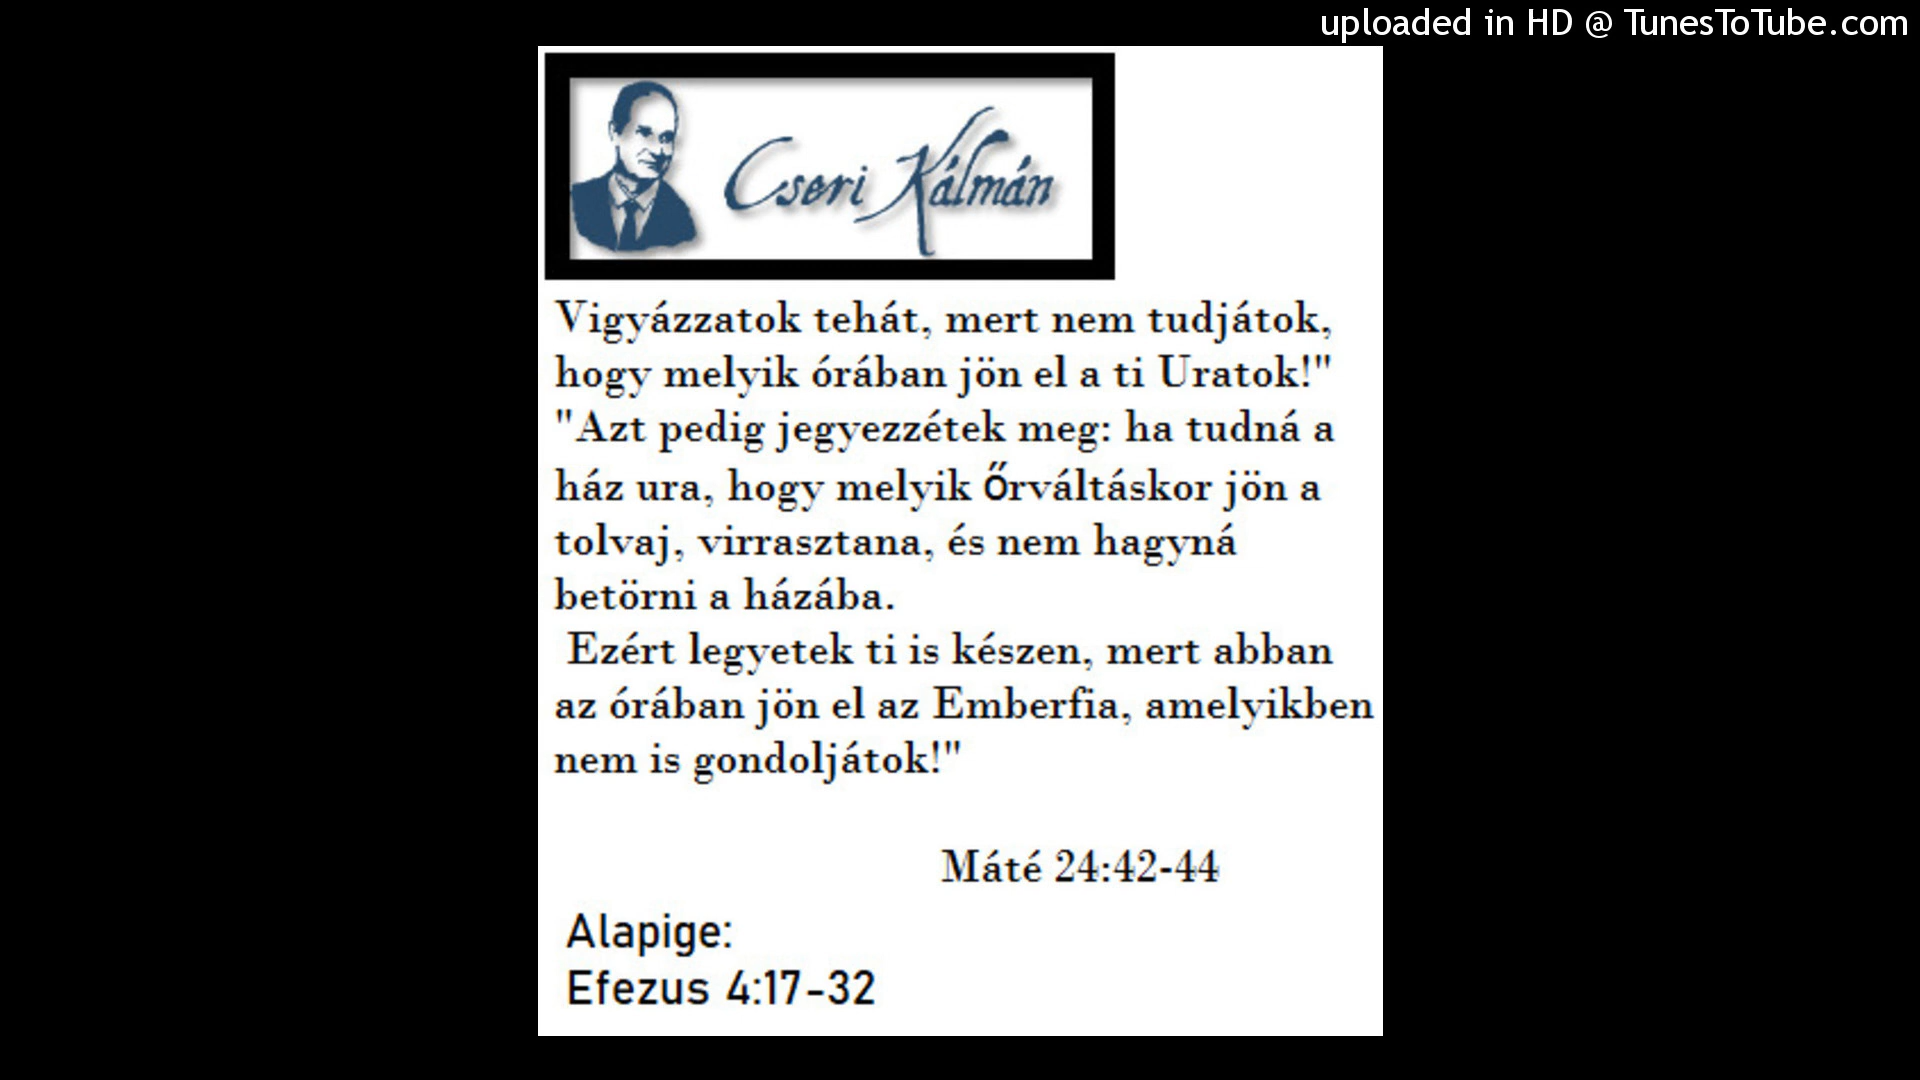 uploaded in HD @ TunesToTube.com
Cseri Kálmán
Vigyázzatok tehát, mert nem tudjátok,
hogy melyik órában jön el a ti Uratok!"
"Azt pedig jegyezzétek meg: ha tudná a
ház ura, hogy melyik Őrváltáskor jön a
tolvaj, virrasztana, és nem hagyná
betörni a házába.
Ezért legyetek ti is készen, mert abban
az órában jön el az Emberfia, amelyikben
nem is gondoljátok!"
Máté 24:42-44
Alapige:
Efezus 4:17-32